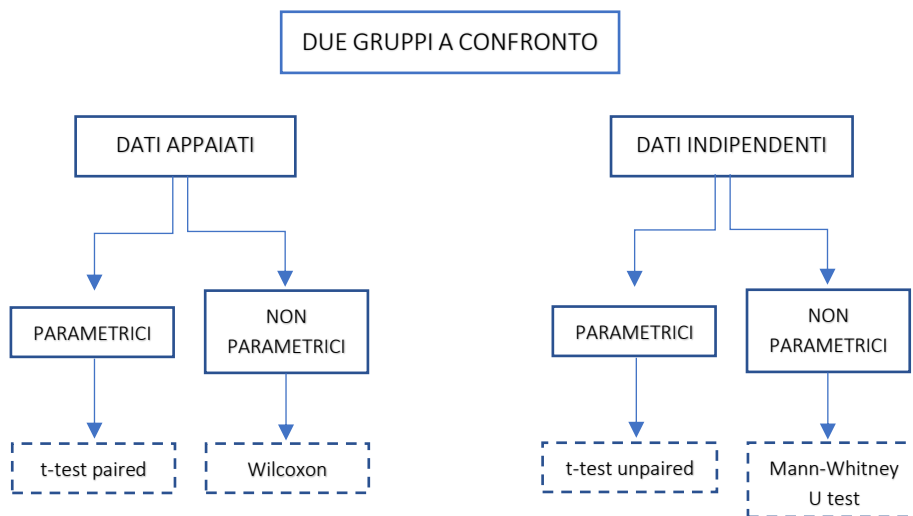 DUE GRUPPI A CONFRONTO
DATI APPAIATI
DATI INDIPENDENTI
PARAMETRICI
NON
PARAMETRICI
PARAMETRICI
NON
PARAMETRICI
t-test paired
Wilcoxon
t-test unpaired
Mann-Whitney
U test